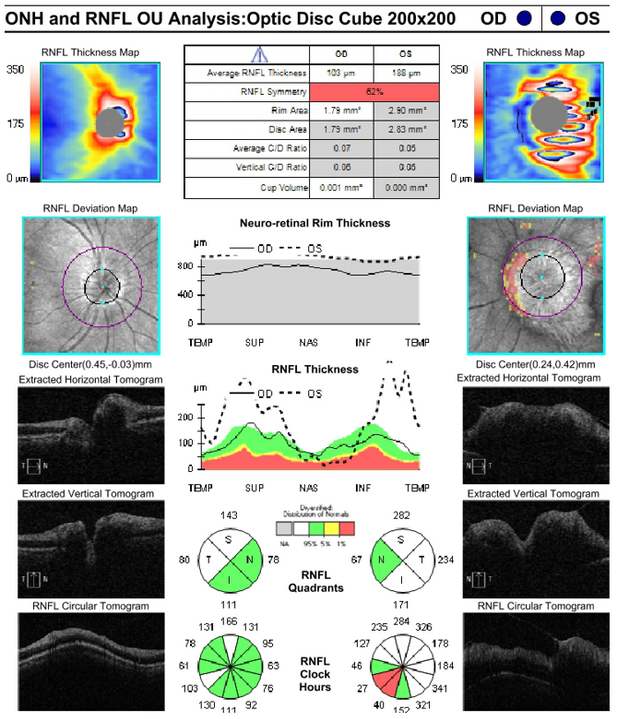 ONH and RNFL OU Analysis:Optic Disc Cube 200x200 OD OS
RNFL Thickness Map
350
175
0 µm
OD OS
Average RNFL Thickness 103 µm 188 µm
RNFL Symmetry 62%
Rim Area 1.79 mm² 2.90 mm²
Disc Area 1.79 mm² 2.83 mm²
Average C/D Ratio 0.07 0.05
Vertical C/D Ratio 0.06 0.05
Cup Volume 0.001 mm³ 0.000 mm³
RNFL Thickness Map
350
175
0 µm
RNFL Deviation Map
Disc Center(0.45,-0.03)mm
Neuro-retinal Rim Thickness
µm OD OS
800
400
0
TEMP SUP NAS INF TEMP
RNFL Deviation Map
Disc Center(0.24,0.42)mm
Extracted Horizontal Tomogram
T N
RNFL Thickness
µm OD OS
200
100
0
TEMP SUP NAS INF TEMP
Extracted Horizontal Tomogram
N T
Extracted Vertical Tomogram
T N
143
S
80 T N 78
I
111
Diversified:
Distribution of Normals
NA 95% 5% 1%
RNFL
Quadrants
282
S
67 N T 234
I
171
Extracted Vertical Tomogram
N T
RNFL Circular Tomogram
166
131 131
78 95
61 63
103 76
130 92
111
RNFL
Clock
Hours
284
235 326
127 178
46 184
27 341
40 321
152
RNFL Circular Tomogram